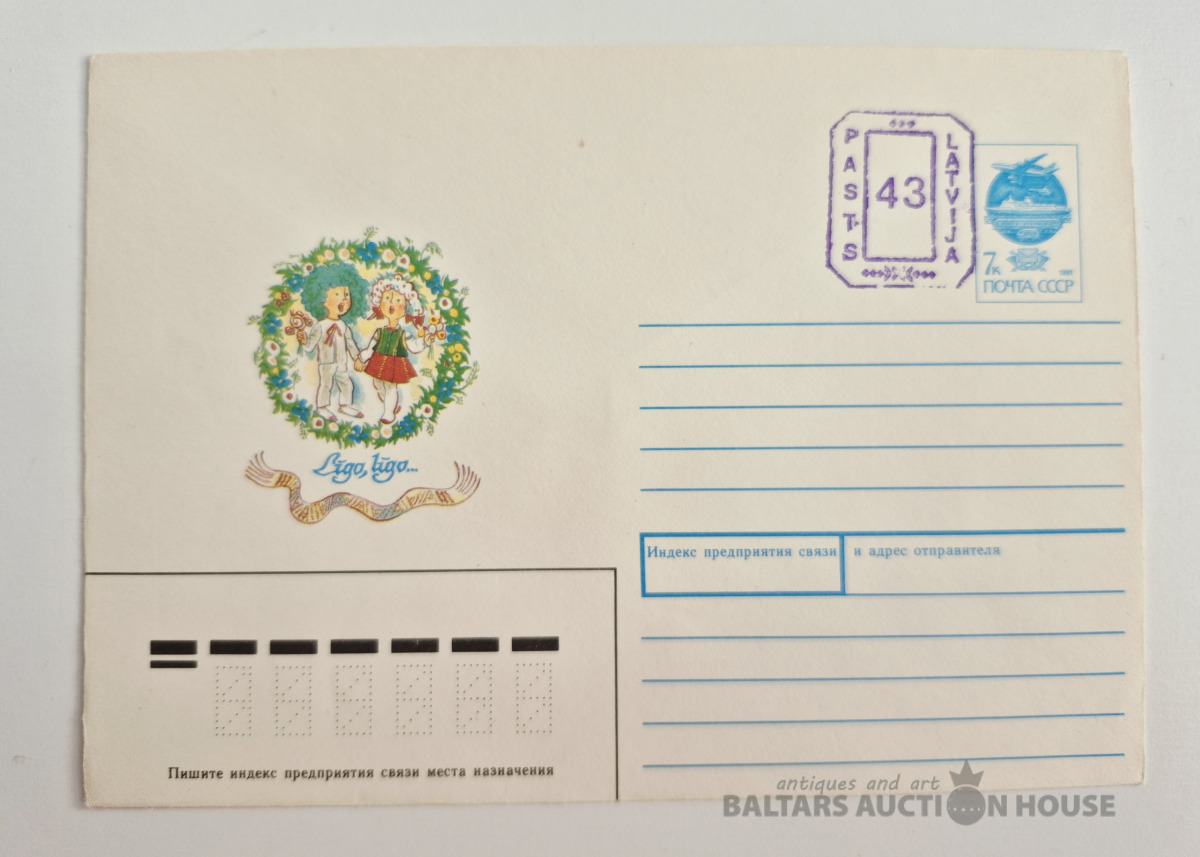 PASTS
43
LATVIJA
7к
1991
ПОЧТА СССР
Līgo, līgo...
Индекс предприятия связи
и адрес отправителя
Пишите индекс предприятия связи места назначения
antiques and art
BALTARS AUCTION HOUSE